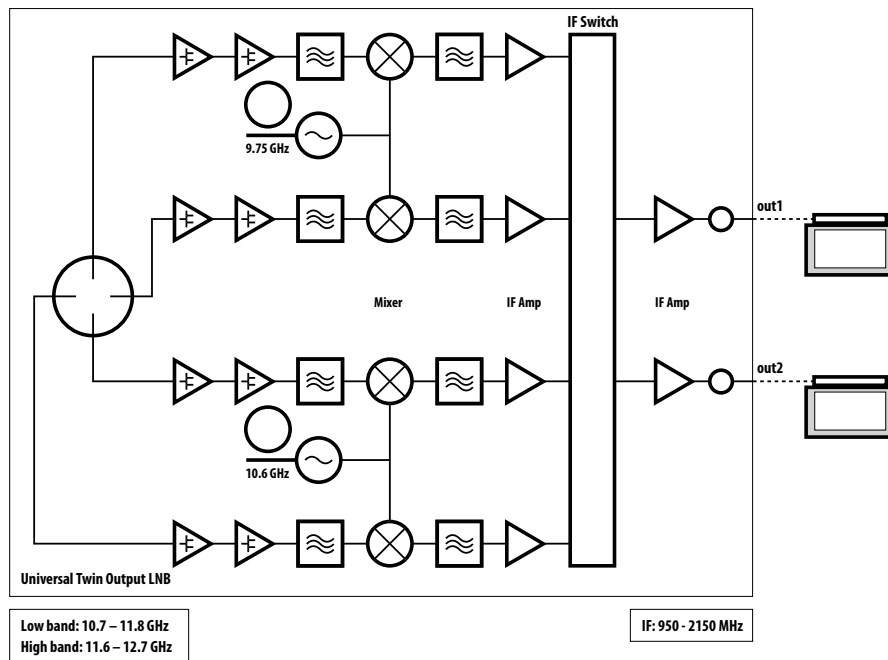 IF Switch
9.75 GHz
out1
Mixer
IF Amp
IF Amp
out2
10.6 GHz
Universal Twin Output LNB
Low band: 10.7 – 11.8 GHz
High band: 11.6 – 12.7 GHz
IF: 950 - 2150 MHz